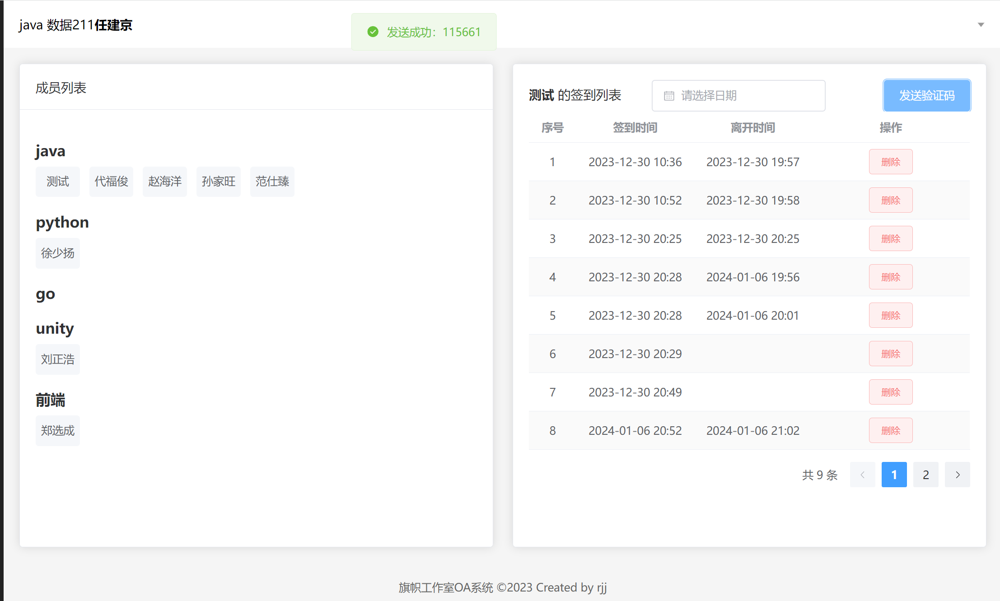 java 数据211任建京
发送成功：115661
成员列表
java
测试 代福俊 赵海洋 孙家旺 范仕臻
python
徐少扬
go
unity
刘正浩
前端
郑选成
测试 的签到列表 请选择日期 发送验证码
序号 签到时间 离开时间 操作
1 2023-12-30 10:36 2023-12-30 19:57 删除
2 2023-12-30 10:52 2023-12-30 19:58 删除
3 2023-12-30 20:25 2023-12-30 20:25 删除
4 2023-12-30 20:28 2024-01-06 19:56 删除
5 2023-12-30 20:28 2024-01-06 20:01 删除
6 2023-12-30 20:29 删除
7 2023-12-30 20:49 删除
8 2024-01-06 20:52 2024-01-06 21:02 删除
共 9 条 1 2
旗帜工作室OA系统 ©2023 Created by rjj